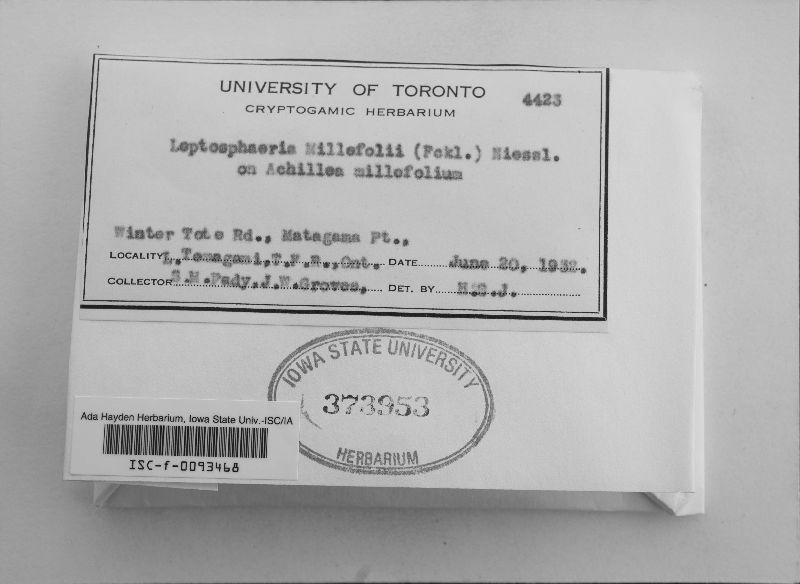 UNIVERSITY OF TORONTO 4423
CRYPTOGAMIC HERBARIUM
Leptosphaeria Millefolii (Fckl.) Niessl.
on Achillea millefolium
Winter Tote Rd., Matagama Pt.,
LOCALITY L. Temagami, T.F.R., Ont. DATE June 20, 1932.
COLLECTOR S.M.Pady, J.W.Groves, DET. BY H.S.J.
IOWA STATE UNIVERSITY
373953
HERBARIUM
Ada Hayden Herbarium, Iowa State Univ.-ISC/IA
ISC-f-0093468